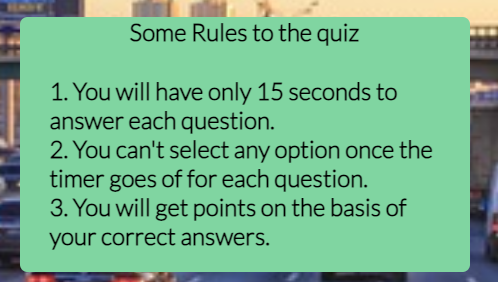 Some Rules to the quiz
1. You will have only 15 seconds to
answer each question.
2. You can't select any option once the
timer goes of for each question.
3. You will get points on the basis of
your correct answers.